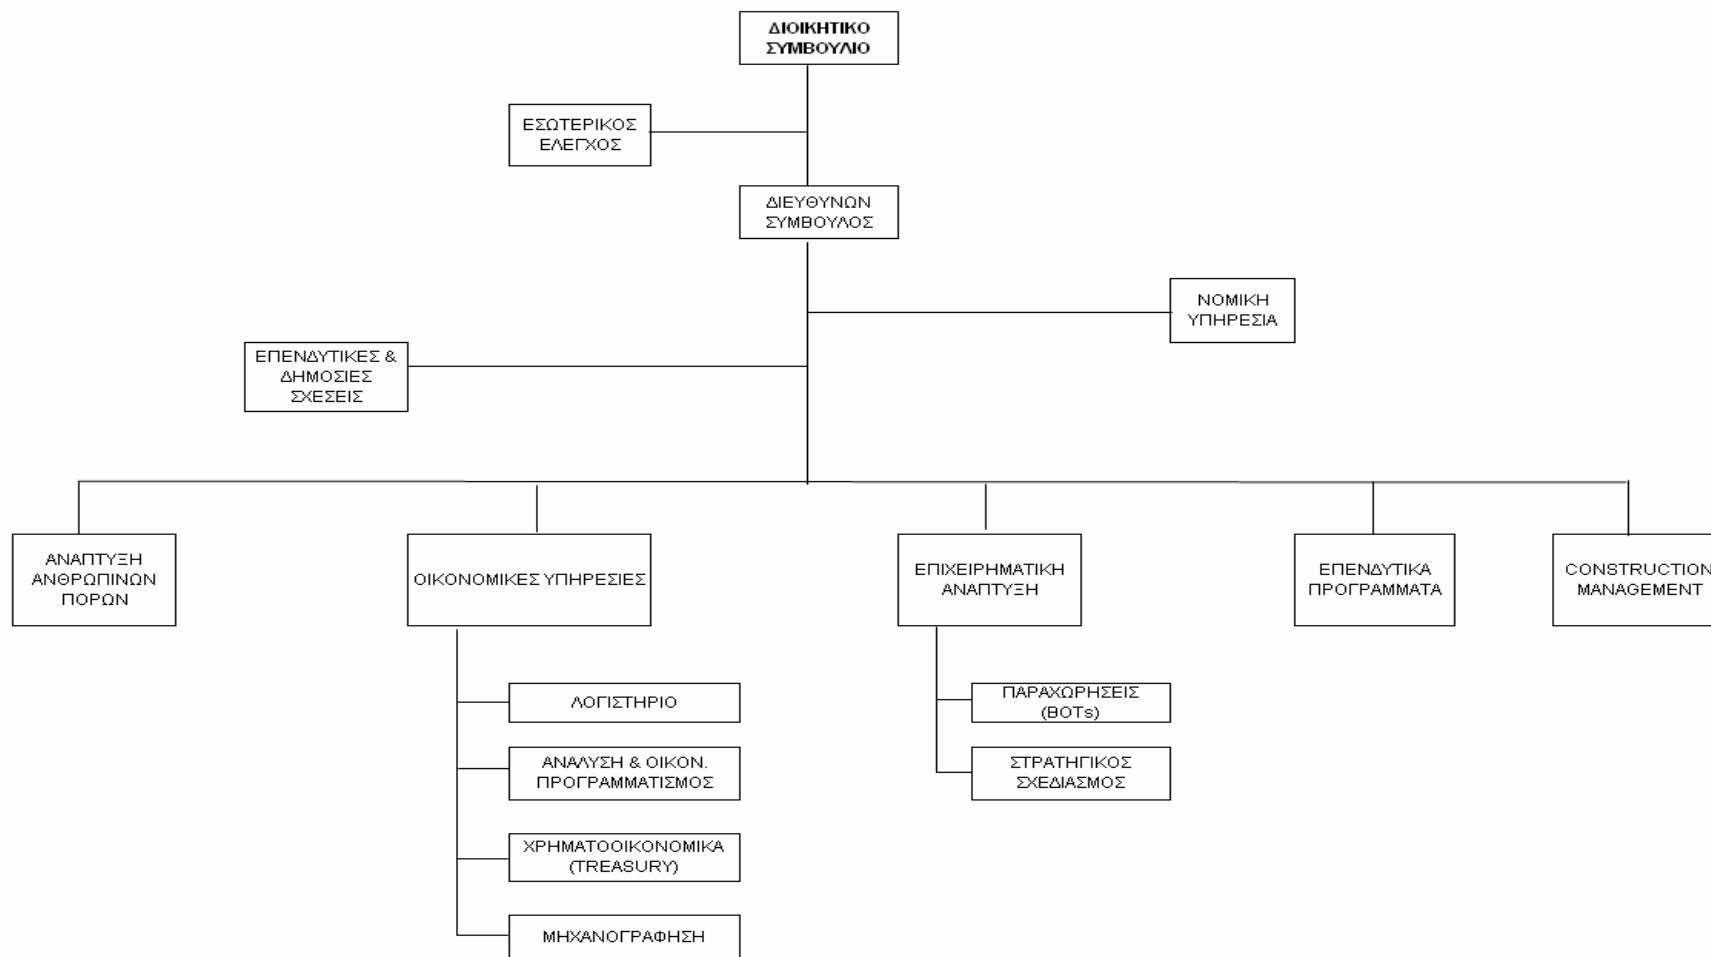 ΔΙΟΙΚΗΤΙΚΟ
ΣΥΜΒΟΥΛΙΟ
ΕΣΩΤΕΡΙΚΟΣ
ΕΛΕΓΧΟΣ
ΔΙΕΥΘΥΝΩΝ
ΣΥΜΒΟΥΛΟΣ
ΝΟΜΙΚΗ
ΥΠΗΡΕΣΙΑ
ΕΠΕΝΔΥΤΙΚΕΣ &
ΔΗΜΟΣΙΕΣ
ΣΧΕΣΕΙΣ
ΑΝΑΠΤΥΞΗ
ΑΝΘΡΩΠΙΝΩΝ
ΠΟΡΩΝ
ΟΙΚΟΝΟΜΙΚΕΣ ΥΠΗΡΕΣΙΕΣ
ΕΠΙΧΕΙΡΗΜΑΤΙΚΗ
ΑΝΑΠΤΥΞΗ
ΕΠΕΝΔΥΤΙΚΑ
ΠΡΟΓΡΑΜΜΑΤΑ
CONSTRUCTION
MANAGEMENT
ΛΟΓΙΣΤΗΡΙΟ
ΑΝΑΛΥΣΗ & ΟΙΚΟΝ.
ΠΡΟΓΡΑΜΜΑΤΙΣΜΟΣ
ΧΡΗΜΑΤΟΟΙΚΟΝΟΜΙΚΑ
(TREASURY)
ΜΗΧΑΝΟΓΡΑΦΗΣΗ
ΠΑΡΑΧΩΡΗΣΕΙΣ
(BOTs)
ΣΤΡΑΤΗΓΙΚΟΣ
ΣΧΕΔΙΑΣΜΟΣ